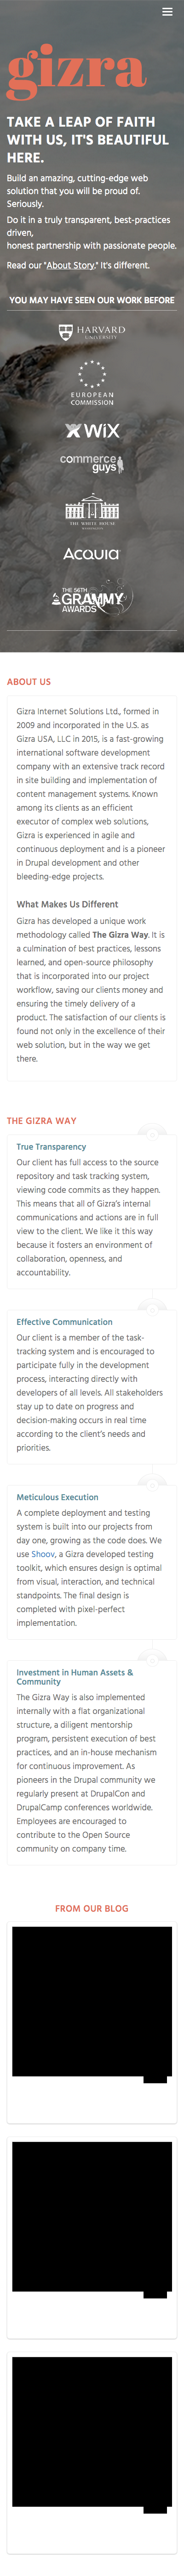 gizra
TAKE A LEAP OF FAITH
WITH US, IT'S BEAUTIFUL
HERE.
Build an amazing, cutting-edge web
solution that you will be proud of.
Seriously.
Do it in a truly transparent, best-practices
driven,
honest partnership with passionate people.
Read our "About Story." It's different.
YOU MAY HAVE SEEN OUR WORK BEFORE
HARVARD
UNIVERSITY
EUROPEAN
COMMISSION
WiX
commerce
guys
THE WHITE HOUSE
WASHINGTON
ACQUIA
THE 56TH
GRAMMY
AWARDS
ABOUT US
Gizra Internet Solutions Ltd., formed in
2009 and incorporated in the U.S. as
Gizra USA, LLC in 2015, is a fast-growing
international software development
company with an extensive track record
in site building and implementation of
content management systems. Known
among its clients as an efficient
executor of complex web solutions,
Gizra is experienced in agile and
continuous deployment and is a pioneer
in Drupal development and other
bleeding-edge projects.
What Makes Us Different
Gizra has developed a unique work
methodology called The Gizra Way. It is
a culmination of best practices, lessons
learned, and open-source philosophy
that is incorporated into our project
workflow, saving our clients money and
ensuring the timely delivery of a
product. The satisfaction of our clients is
found not only in the excellence of their
web solution, but in the way we get
there.
THE GIZRA WAY
True Transparency
Our client has full access to the source
repository and task tracking system,
viewing code commits as they happen.
This means that all of Gizra's internal
communications and actions are in full
view to the client. We like it this way
because it fosters an environment of
collaboration, openness, and
accountability.
Effective Communication
Our client is a member of the task-
tracking system and is encouraged to
participate fully in the development
process, interacting directly with
developers of all levels. All stakeholders
stay up to date on progress and
decision-making occurs in real time
according to the client's needs and
priorities.
Meticulous Execution
A complete deployment and testing
system is built into our projects from
day one, growing as the code does. We
use Shoov, a Gizra developed testing
toolkit, which ensures design is optimal
from visual, interaction, and technical
standpoints. The final design is
completed with pixel-perfect
implementation.
Investment in Human Assets &
Community
The Gizra Way is also implemented
internally with a flat organizational
structure, a diligent mentorship
program, persistent execution of best
practices, and an in-house mechanism
for continuous improvement. As
pioneers in the Drupal community we
regularly present at DrupalCon and
DrupalCamp conferences worldwide.
Employees are encouraged to
contribute to the Open Source
community on company time.
FROM OUR BLOG